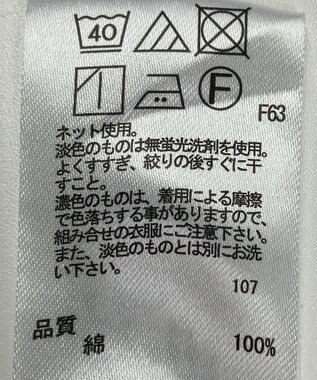 40
F
F63
ネット使用。
淡色のものは無蛍光洗剤を使用。
よくすすぎ、絞りの後すぐに干
すこと。
濃色のものは、着用による摩擦
で色落ちする事がありますので、
組み合せの衣服にご注意下さい。
また、淡色のものとは別にお洗
い下さい。
107
品質
綿 100%